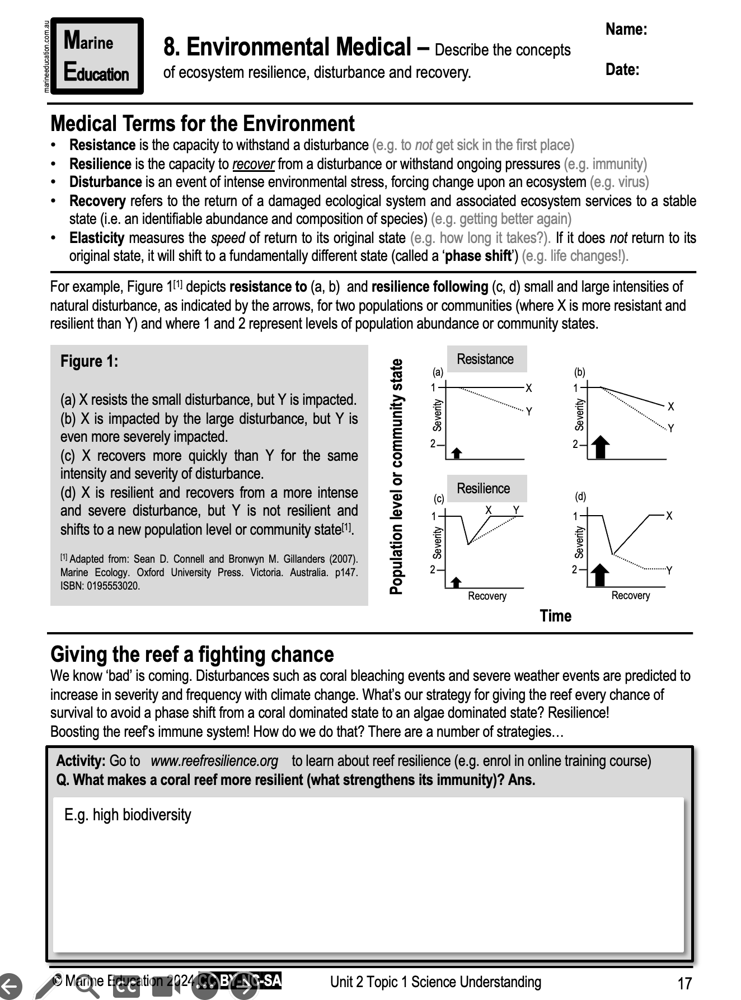 marineeducation.com.au
Marine
Education
8. Environmental Medical – Describe the concepts
of ecosystem resilience, disturbance and recovery.
Name:
Date:
Medical Terms for the Environment
• Resistance is the capacity to withstand a disturbance (e.g. to not get sick in the first place)
• Resilience is the capacity to recover from a disturbance or withstand ongoing pressures (e.g. immunity)
• Disturbance is an event of intense environmental stress, forcing change upon an ecosystem (e.g. virus)
• Recovery refers to the return of a damaged ecological system and associated ecosystem services to a stable
state (i.e. an identifiable abundance and composition of species) (e.g. getting better again)
• Elasticity measures the speed of return to its original state (e.g. how long it takes?). If it does not return to its
original state, it will shift to a fundamentally different state (called a ‘phase shift’) (e.g. life changes!).
For example, Figure 1[1] depicts resistance to (a, b) and resilience following (c, d) small and large intensities of
natural disturbance, as indicated by the arrows, for two populations or communities (where X is more resistant and
resilient than Y) and where 1 and 2 represent levels of population abundance or community states.
Figure 1:
(a) X resists the small disturbance, but Y is impacted.
(b) X is impacted by the large disturbance, but Y is
even more severely impacted.
(c) X recovers more quickly than Y for the same
intensity and severity of disturbance.
(d) X is resilient and recovers from a more intense
and severe disturbance, but Y is not resilient and
shifts to a new population level or community state[1].
[1] Adapted from: Sean D. Connell and Bronwyn M. Gillanders (2007).
Marine Ecology. Oxford University Press. Victoria. Australia. p147.
ISBN: 0195553020.
Population level or community state
Resistance
(a)
1
X
Y
Severity
2
(b)
1
X
Y
Severity
2
Resilience
(c)
X Y
1
Severity
2
Recovery
(d)
1
X
Severity
2
Y
Recovery
Time
Giving the reef a fighting chance
We know ‘bad’ is coming. Disturbances such as coral bleaching events and severe weather events are predicted to
increase in severity and frequency with climate change. What’s our strategy for giving the reef every chance of
survival to avoid a phase shift from a coral dominated state to an algae dominated state? Resilience!
Boosting the reef’s immune system! How do we do that? There are a number of strategies…
Activity: Go to www.reefresilience.org to learn about reef resilience (e.g. enrol in online training course)
Q. What makes a coral reef more resilient (what strengthens its immunity)? Ans.
E.g. high biodiversity
© Marine Education 2024 CC BY-NC-SA
CC
Unit 2 Topic 1 Science Understanding
17